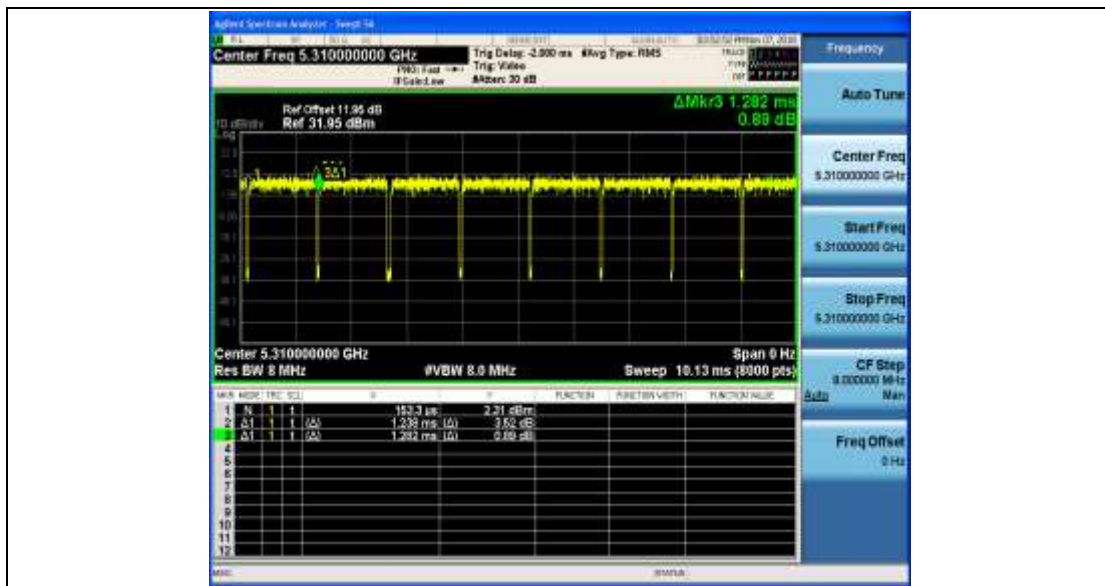 Agilent Spectrum Analyzer - Swept SA
Center Freq 5.310000000 GHz
Trig Delay: -2.000 ms #Avg Type: RMS
PNO: Fast Trig: Video
IFGain:Low #Atten: 30 dB
Frequency
Auto Tune
ΔMkr3 1.282 ms
0.89 dB
Ref Offset 11.95 dB
10 dB/div Ref 31.95 dBm
Log
1
3Δ1
Center Freq
5.310000000 GHz
Start Freq
5.310000000 GHz
Stop Freq
5.310000000 GHz
Center 5.310000000 GHz Span 0 Hz
Res BW 8 MHz #VBW 8.0 MHz Sweep 10.13 ms (8000 pts)
CF Step
8.000000 MHz
Auto Man
MKR MODE TRC SCL X Y FUNCTION FUNCTION WIDTH FUNCTION VALUE
1 N 1 t 153.3 µs 2.31 dBm
2 Δ1 1 t (Δ) 1.238 ms (Δ) 3.52 dB
3 Δ1 1 t (Δ) 1.282 ms (Δ) 0.89 dB
4
5
6
7
8
9
10
11
12
Freq Offset
0 Hz
MSG STATUS